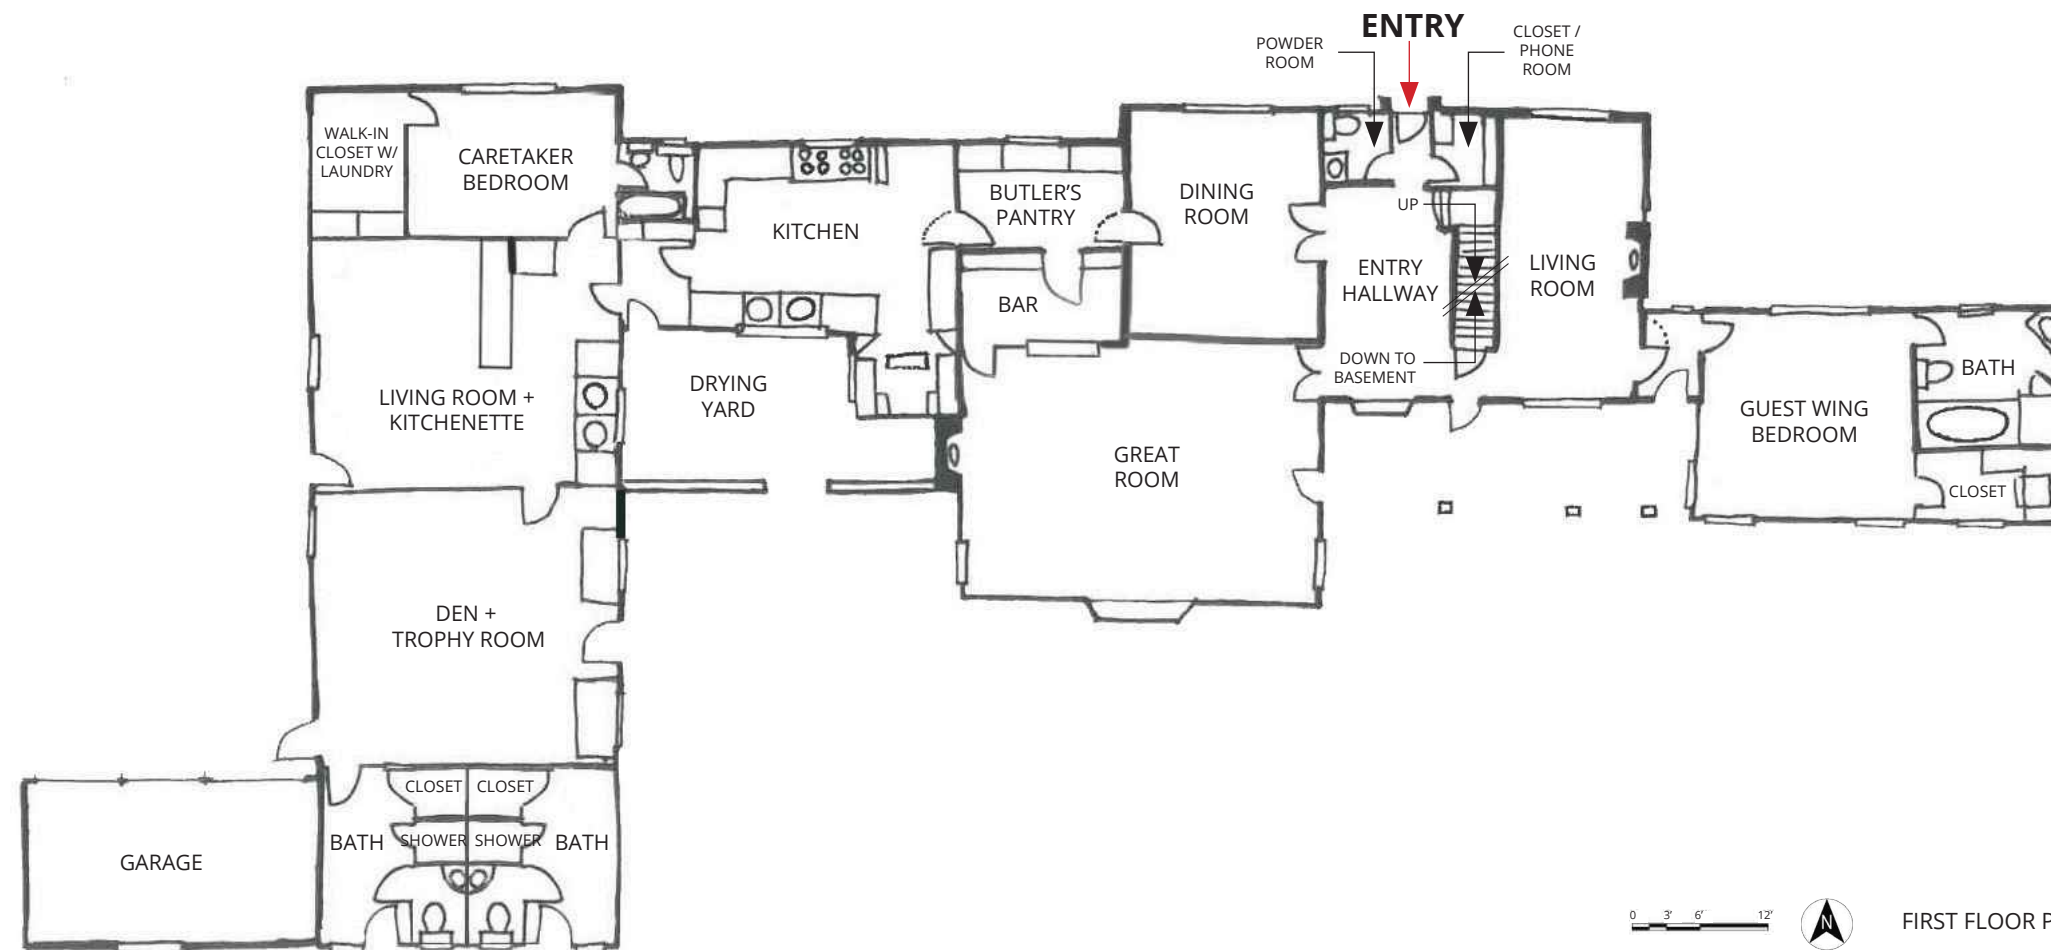 ENTRY
POWDER
ROOM
CLOSET /
PHONE
ROOM
WALK-IN
CLOSET W/
LAUNDRY
CARETAKER
BEDROOM
KITCHEN
BUTLER'S
PANTRY
DINING
ROOM
UP
ENTRY
HALLWAY
LIVING
ROOM
BAR
DOWN TO
BASEMENT
BATH
LIVING ROOM +
KITCHENETTE
DRYING
YARD
GREAT
ROOM
GUEST WING
BEDROOM
CLOSET
DEN +
TROPHY ROOM
CLOSET
CLOSET
BATH
SHOWER
SHOWER
BATH
GARAGE
0 3' 6' 12'
N
FIRST FLOOR P